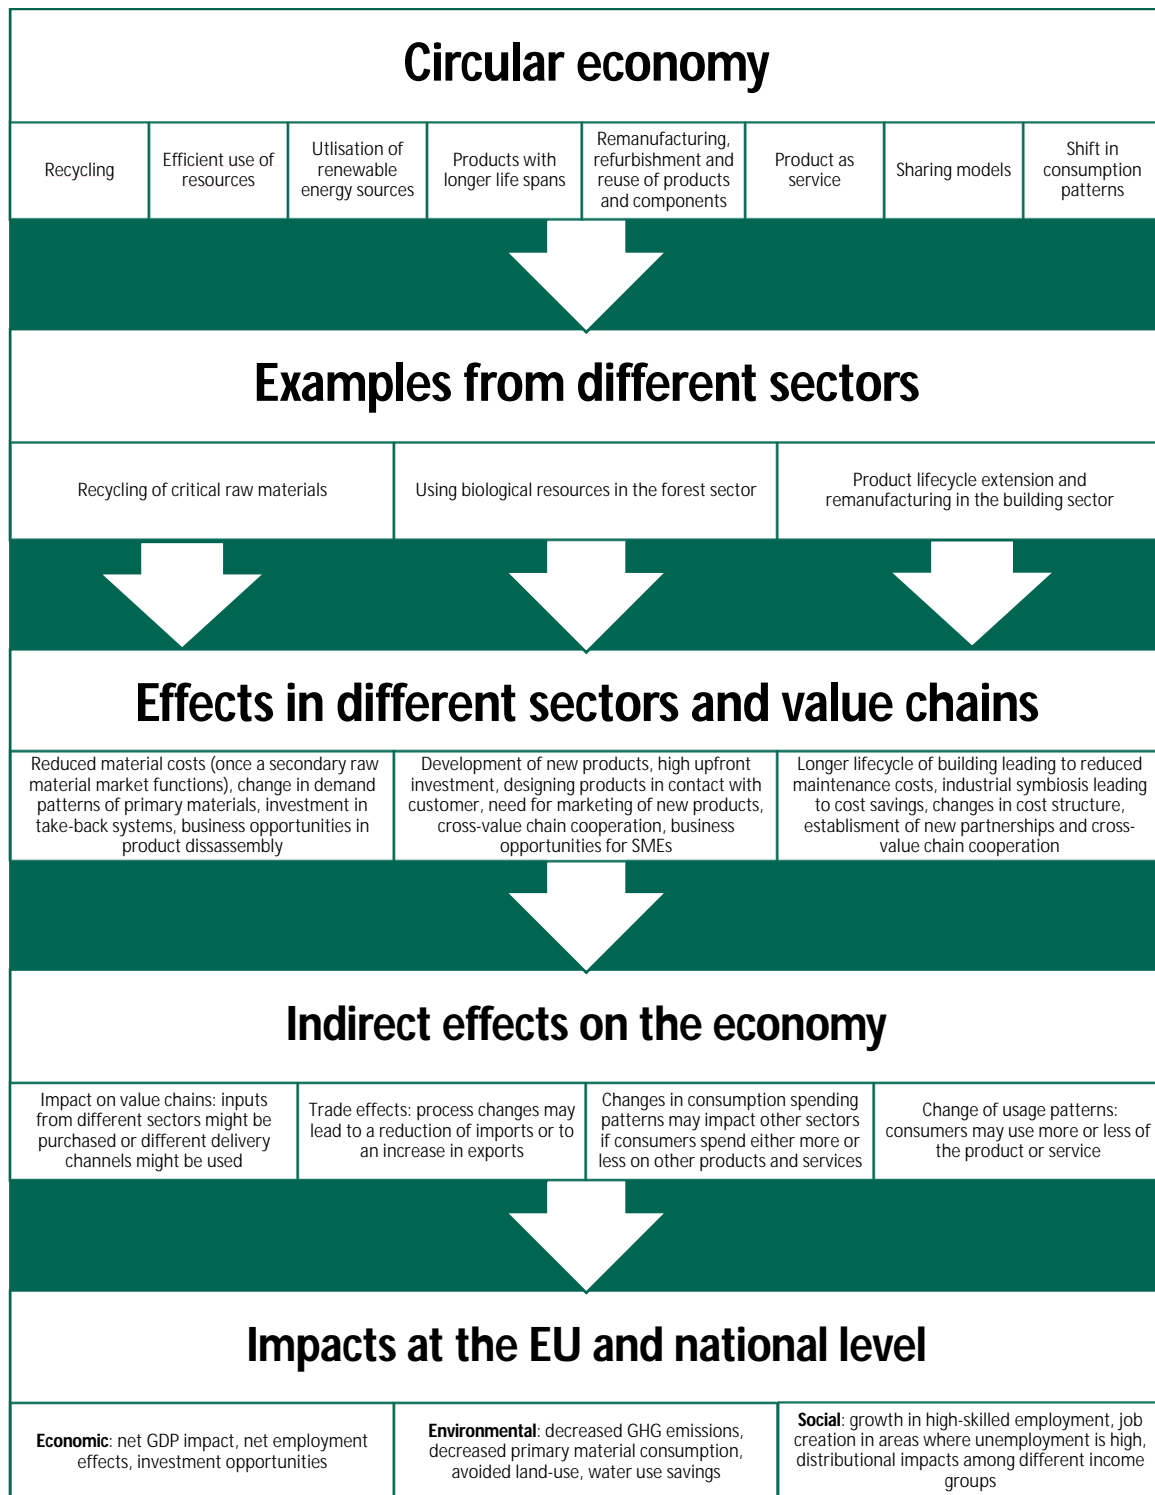 Circular economy
Recycling
Efficient use of
resources
Utlisation of
renewable
energy sources
Products with
longer life spans
Remanufacturing,
refurbishment and
reuse of products
and components
Product as
service
Sharing models
Shift in
consumption
patterns
Examples from different sectors
Recycling of critical raw materials
Using biological resources in the forest sector
Product lifecycle extension and
remanufacturing in the building sector
Effects in different sectors and value chains
Reduced material costs (once a secondary raw
material market functions), change in demand
patterns of primary materials, investment in
take-back systems, business opportunities in
product dissassembly
Development of new products, high upfront
investment, designing products in contact with
customer, need for marketing of new products,
cross-value chain cooperation, business
opportunities for SMEs
Longer lifecycle of building leading to reduced
maintenance costs, industrial symbiosis leading
to cost savings, changes in cost structure,
establisment of new partnerships and cross-
value chain cooperation
Indirect effects on the economy
Impact on value chains: inputs
from different sectors might be
purchased or different delivery
channels might be used
Trade effects: process changes may
lead to a reduction of imports or to
an increase in exports
Changes in consumption spending
patterns may impact other sectors
if consumers spend either more or
less on other products and services
Change of usage patterns:
consumers may use more or less of
the product or service
Impacts at the EU and national level
Economic: net GDP impact, net employment
effects, investment opportunities
Environmental: decreased GHG emissions,
decreased primary material consumption,
avoided land-use, water use savings
Social: growth in high-skilled employment, job
creation in areas where unemployment is high,
distributional impacts among different income
groups